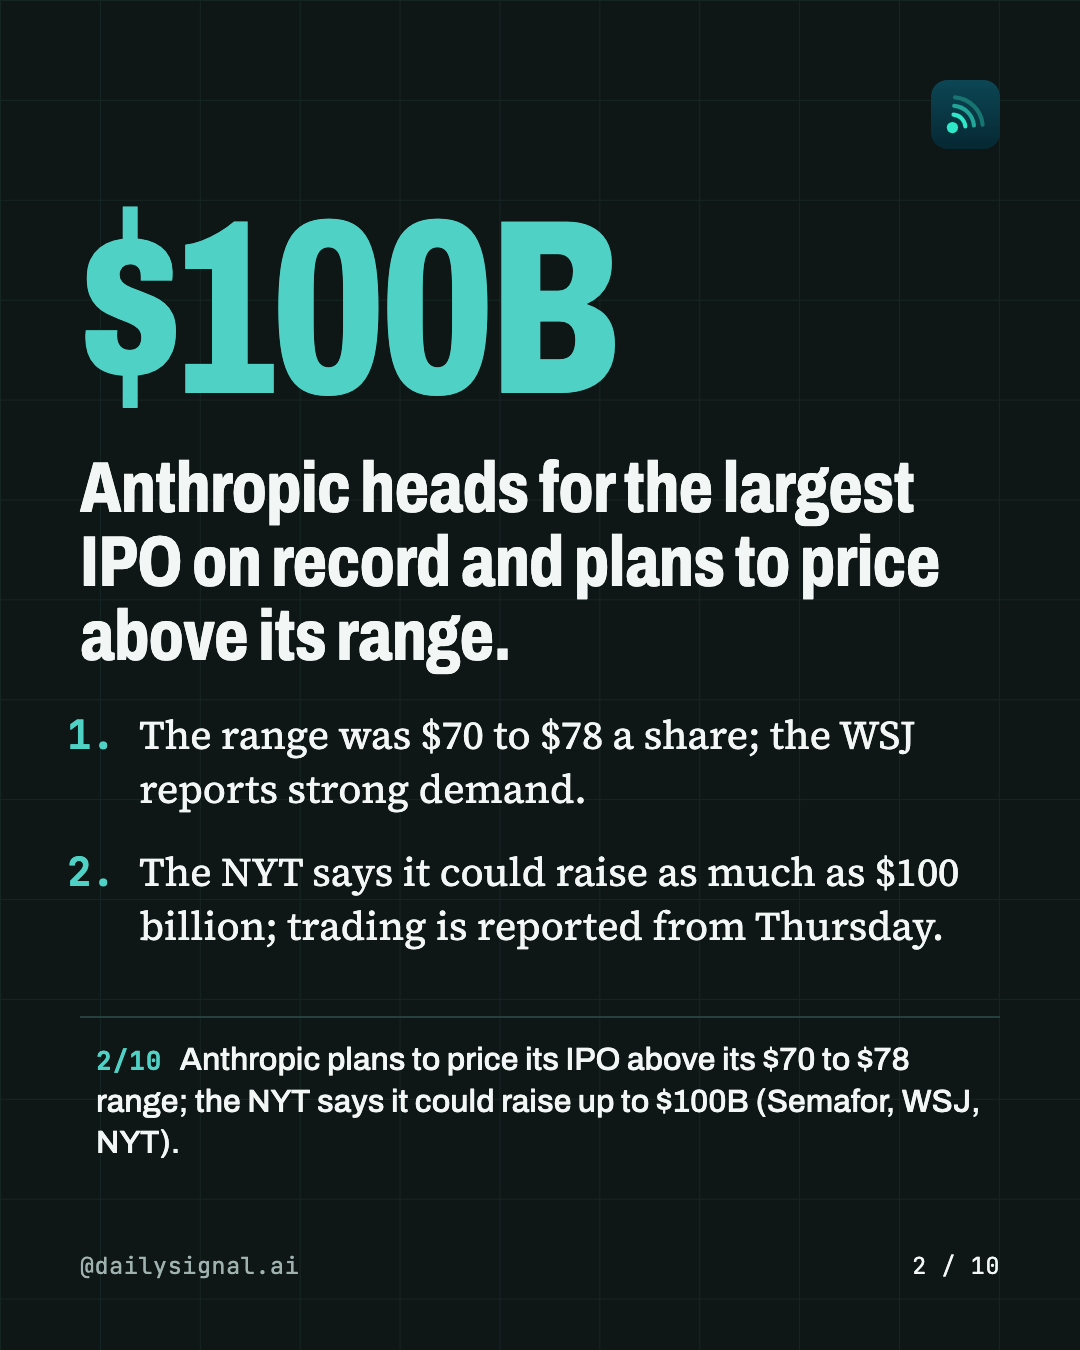 $100B
Anthropic heads for the largest
IPO on record and plans to price
above its range.
1. The range was $70 to $78 a share; the WSJ
reports strong demand.
2. The NYT says it could raise as much as $100
billion; trading is reported from Thursday.
2/10 Anthropic plans to price its IPO above its $70 to $78
range; the NYT says it could raise up to $100B (Semafor, WSJ,
NYT).
@dailysignal.ai
2 / 10